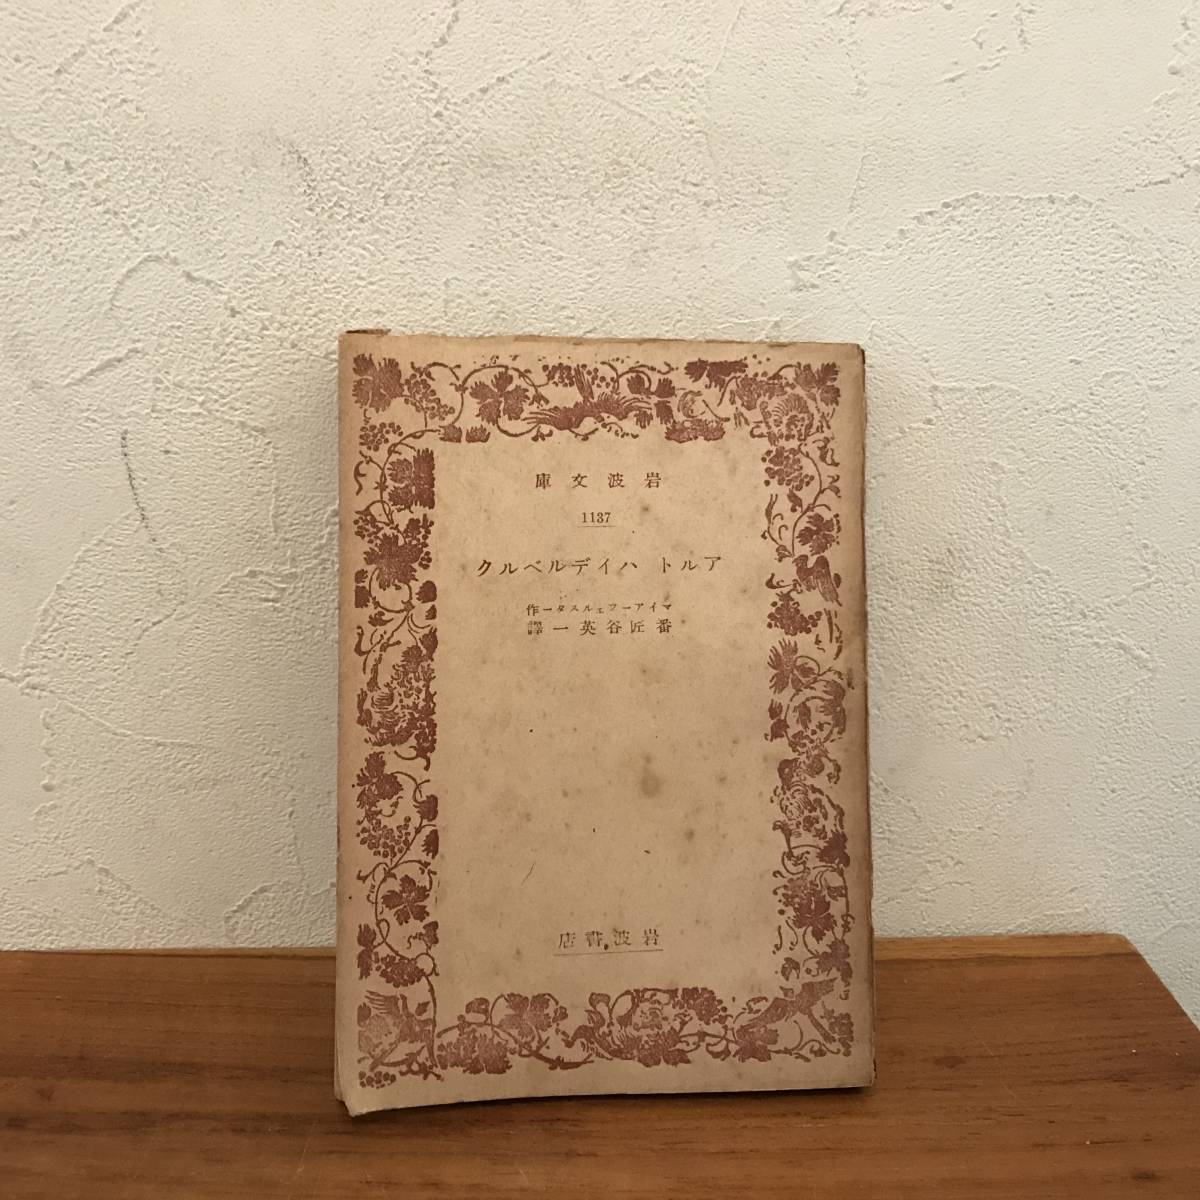 岩波文庫
1137
アルト ハイデルベルク
マイアーフェルスター作
番匠谷英一譯
岩波書店